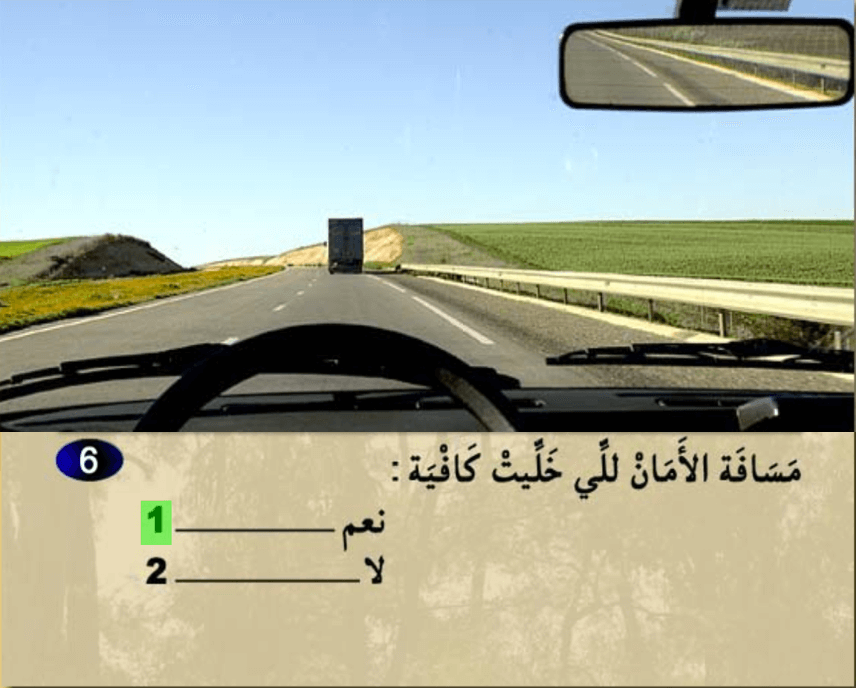 6
مَسَافَة الأَمَانْ للِّي خَلِّيتْ كَافْيَة :
نعم 1
لا 2